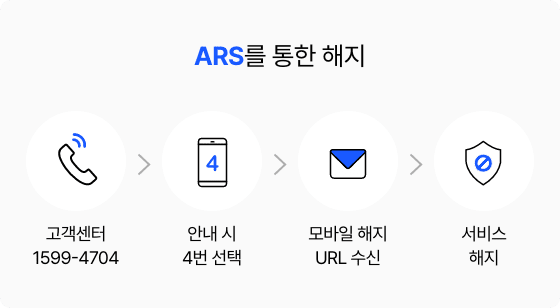 ARS를 통한 해지
4
고객센터
1599-4704
안내 시
4번 선택
모바일 해지
URL 수신
서비스
해지